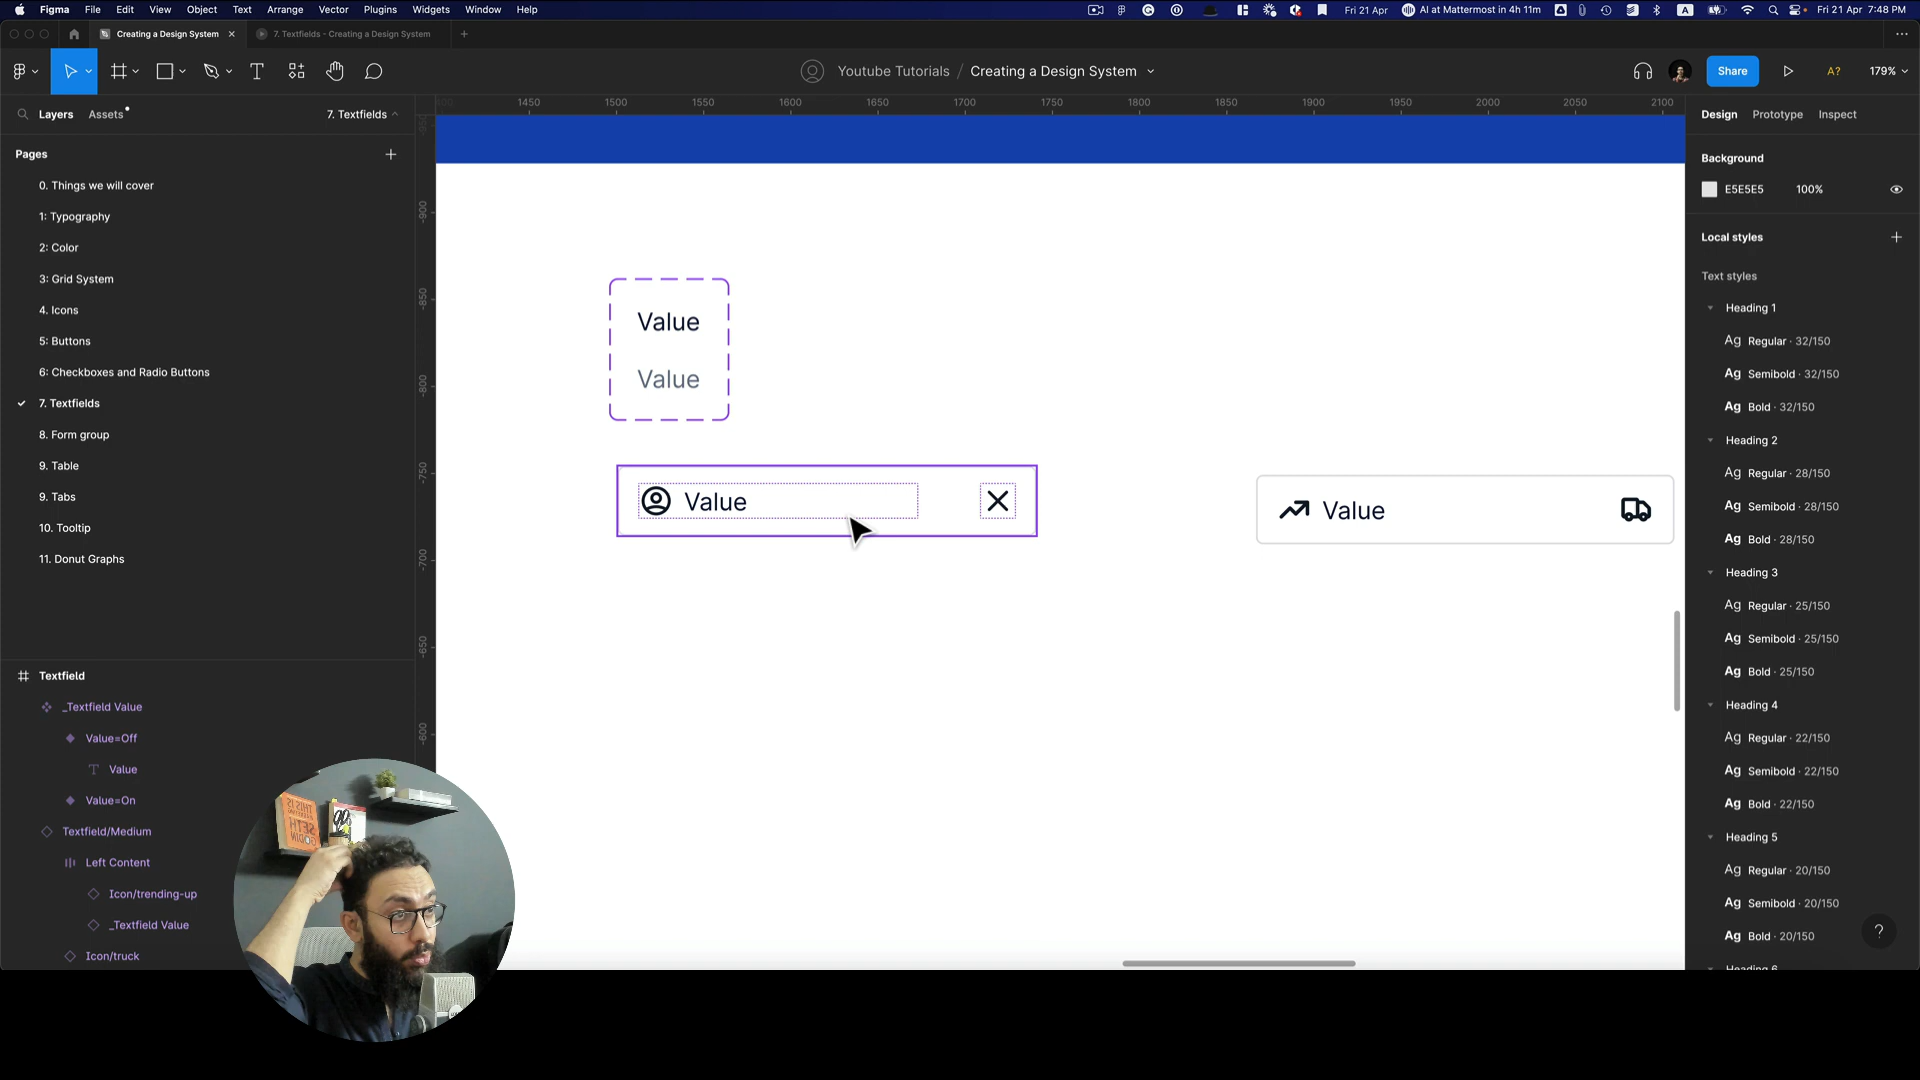 Figma File Edit View Object Text Arrange Vector Plugins Widgets Window Help
Fri 21 Apr AI at Mattermost in 4h 11m A Fri 21 Apr 7:48 PM
Creating a Design System
7. Textfields - Creating a Design System
Youtube Tutorials / Creating a Design System
Share
A?
179%
Layers Assets 7. Textfields
Pages
0. Things we will cover
1: Typography
2: Color
3: Grid System
4. Icons
5: Buttons
6: Checkboxes and Radio Buttons
7. Textfields
8. Form group
9. Table
9. Tabs
10. Tooltip
11. Donut Graphs
Textfield
_Textfield Value
Value=Off
Value
Value=On
Textfield/Medium
Left Content
Icon/trending-up
_Textfield Value
Icon/truck
1450 1500 1550 1600 1650 1700 1750 1800 1850 1900 1950 2000 2050 2100
-900
-850
-800
-750
-700
-650
-600
Value
Value
Value
Value
Design Prototype Inspect
Background
E5E5E5 100%
Local styles
Text styles
Heading 1
Ag Regular · 32/150
Ag Semibold · 32/150
Ag Bold · 32/150
Heading 2
Ag Regular · 28/150
Ag Semibold · 28/150
Ag Bold · 28/150
Heading 3
Ag Regular · 25/150
Ag Semibold · 25/150
Ag Bold · 25/150
Heading 4
Ag Regular · 22/150
Ag Semibold · 22/150
Ag Bold · 22/150
Heading 5
Ag Regular · 20/150
Ag Semibold · 20/150
Ag Bold · 20/150
Heading 6
?